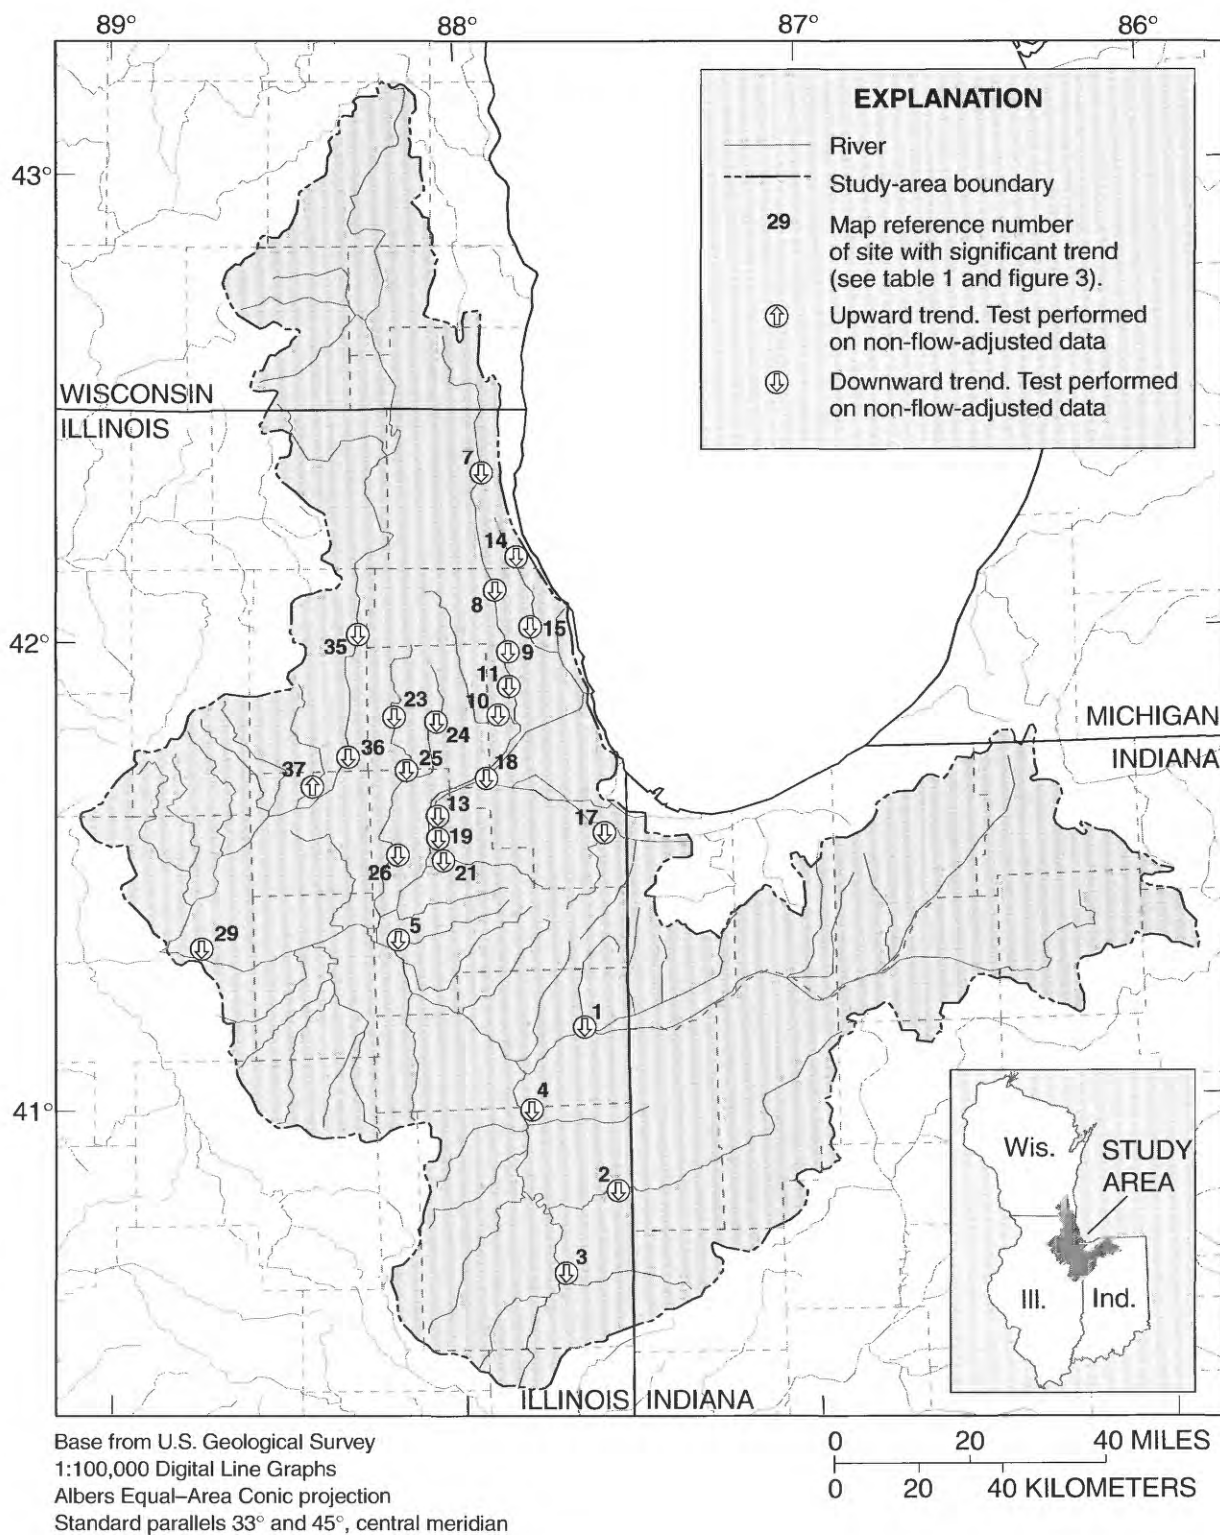 89°
88°
87°
86°
43°
42°
41°
EXPLANATION
River
Study-area boundary
29
Map reference number
of site with significant trend
(see table 1 and figure 3).
Upward trend. Test performed
on non-flow-adjusted data
Downward trend. Test performed
on non-flow-adjusted data
WISCONSIN
ILLINOIS
7
14
8
15
35
9
11
10
23
24
36
25
18
37
13
17
19
26
21
5
29
1
4
2
3
MICHIGAN
INDIANA
Wis.
STUDY
AREA
Ill.
Ind.
ILLINOIS
INDIANA
Base from U.S. Geological Survey
1:100,000 Digital Line Graphs
Albers Equal–Area Conic projection
Standard parallels 33° and 45°, central meridian
0 20 40 MILES
0 20 40 KILOMETERS